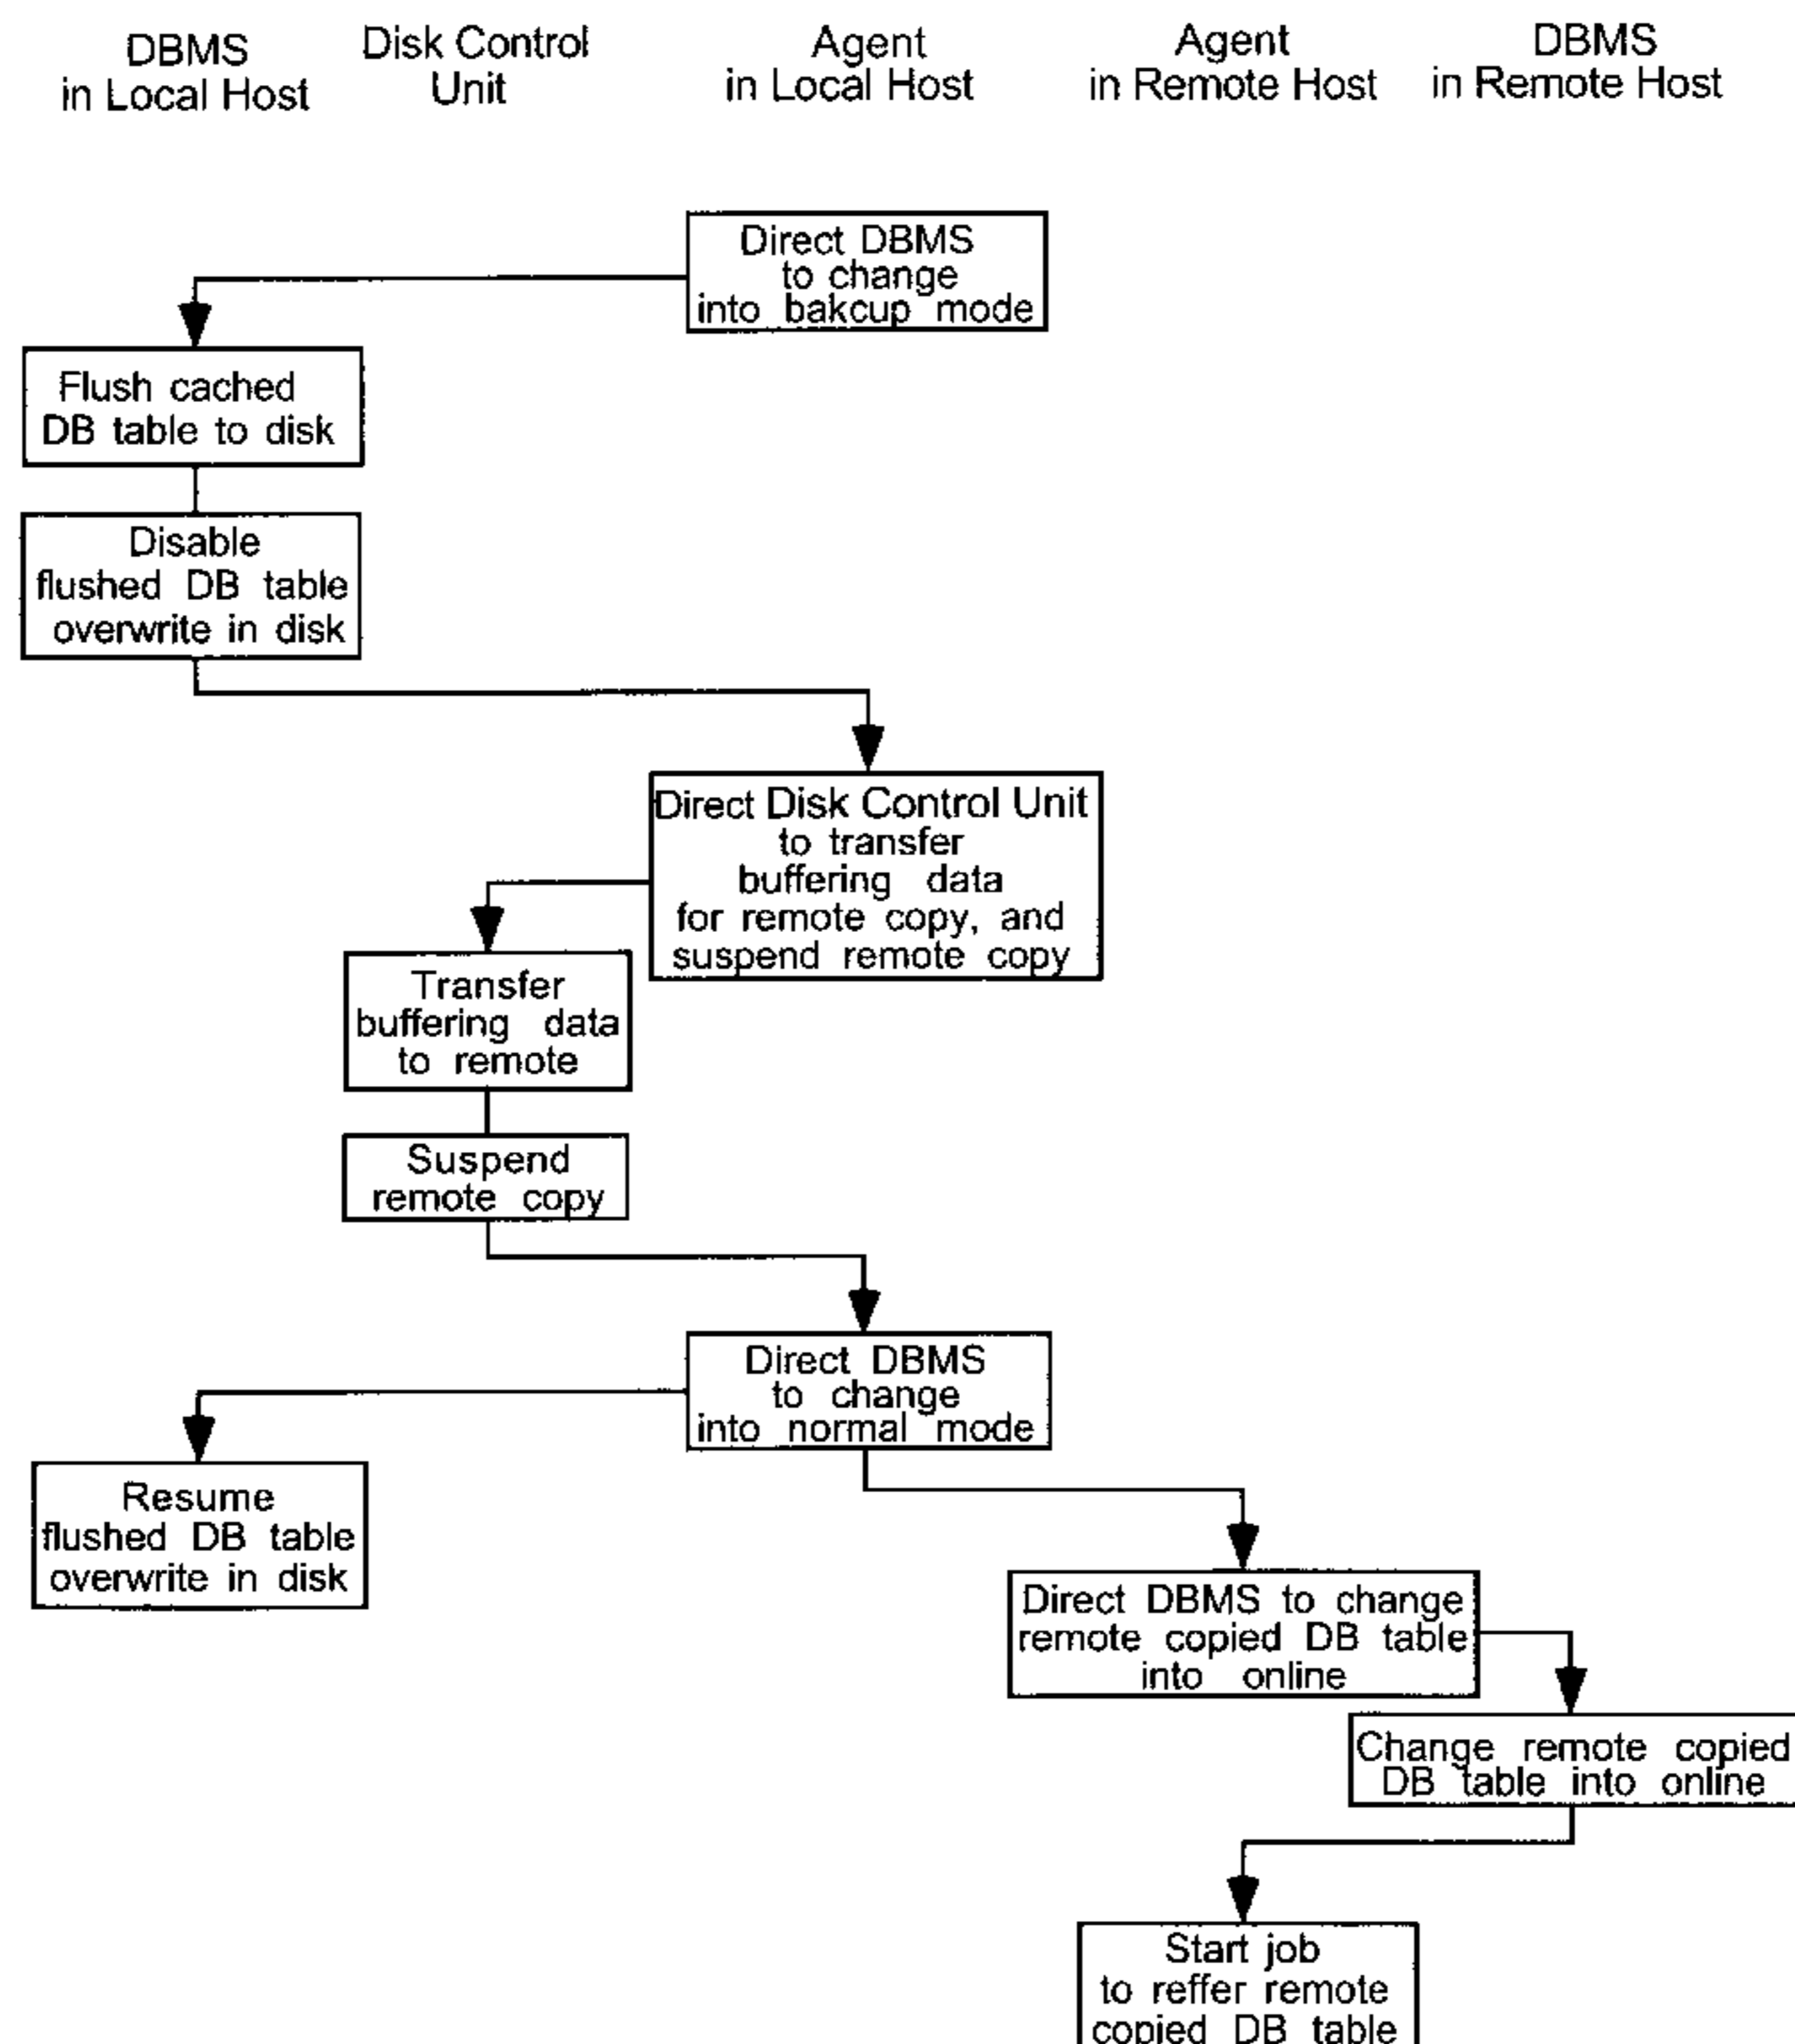 DBMS
in Local Host
Disk Control
Unit
Agent
in Local Host
Agent
in Remote Host
DBMS
in Remote Host
Direct DBMS
to change
into bakcup mode
Flush cached
DB table to disk
Disable
flushed DB table
overwrite in disk
Direct Disk Control Unit
to transfer
buffering data
for remote copy, and
suspend remote copy
Transfer
buffering data
to remote
Suspend
remote copy
Direct DBMS
to change
into normal mode
Resume
flushed DB table
overwrite in disk
Direct DBMS to change
remote copied DB table
into online
Change remote copied
DB table into online
Start job
to reffer remote
copied DB table